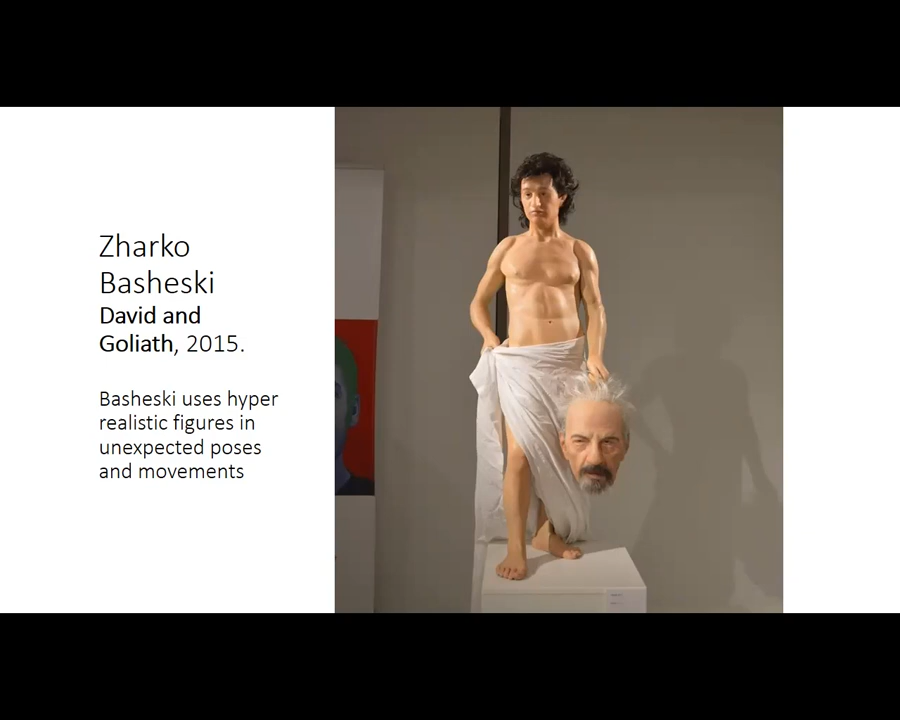 Zharko
Basheski
David and
Goliath, 2015.
Basheski uses hyper
realistic figures in
unexpected poses
and movements